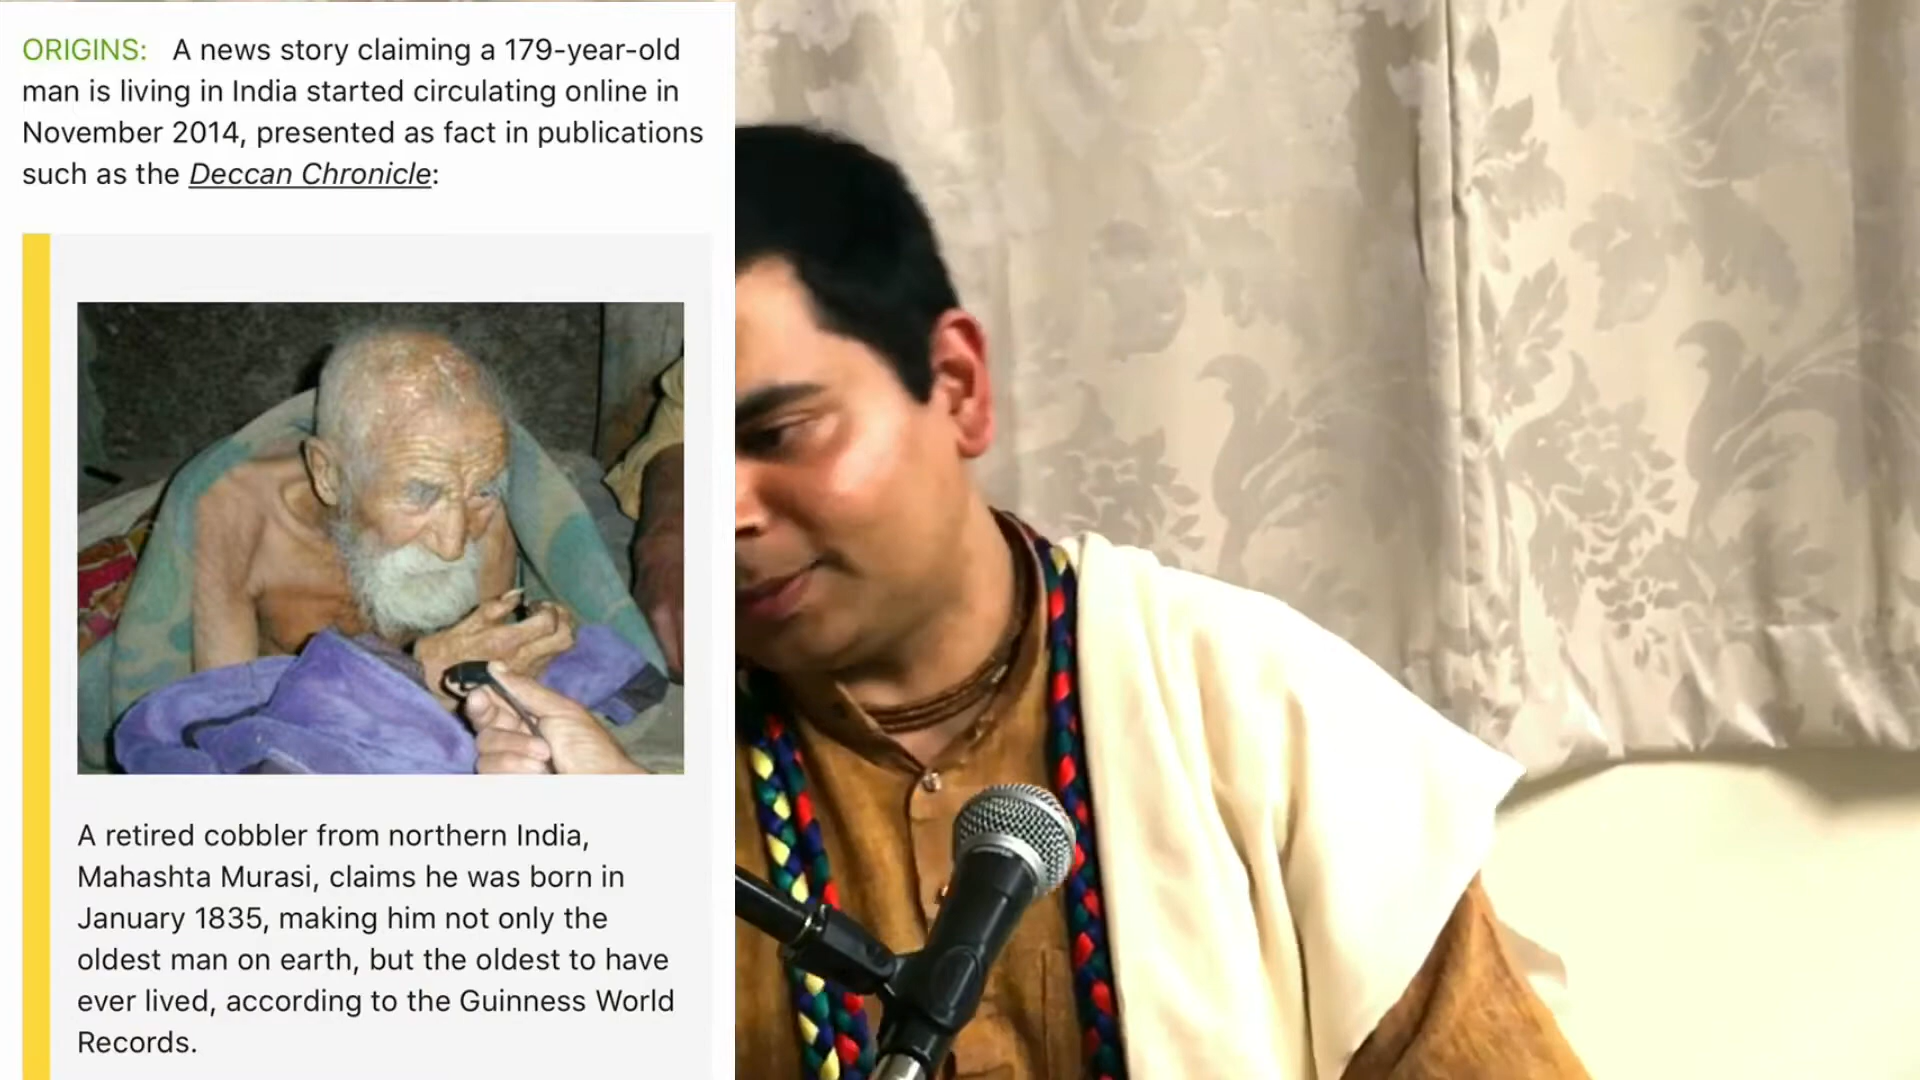 ORIGINS: A news story claiming a 179-year-old
man is living in India started circulating online in
November 2014, presented as fact in publications
such as the Deccan Chronicle:
A retired cobbler from northern India,
Mahashta Murasi, claims he was born in
January 1835, making him not only the
oldest man on earth, but the oldest to have
ever lived, according to the Guinness World
Records.